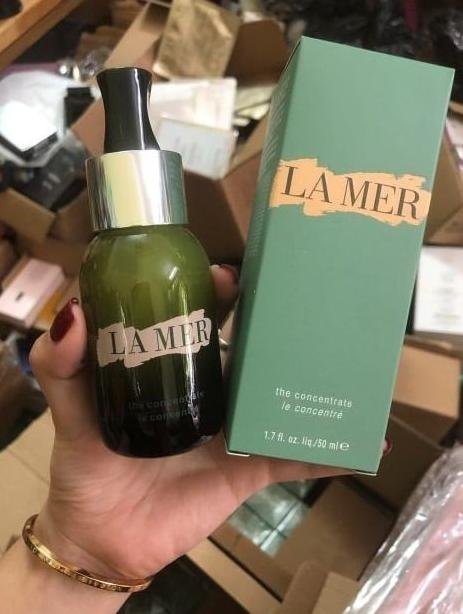 LA MER
the concentrate
le concentré
LA MER
the concentrate
le concentré
1.7 fl. oz. liq./50 ml e